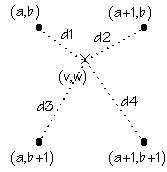 (a,b) (a+1,b)
d1 d2
(v,w)
d3 d4
(a,b+1) (a+1,b+1)